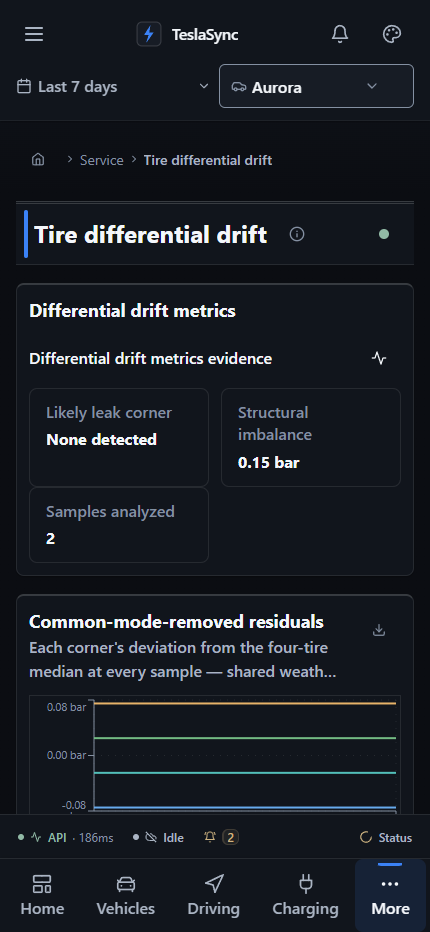 TeslaSync
Last 7 days
Aurora
Service
Tire differential drift
Tire differential drift
Differential drift metrics
Differential drift metrics evidence
Likely leak corner
None detected
Structural
imbalance
0.15 bar
Samples analyzed
2
Common-mode-removed residuals
Each corner's deviation from the four-tire
median at every sample — shared weath...
0.08 bar
0.00 bar
-0.08
API · 186ms
Idle
2
Status
Home
Vehicles
Driving
Charging
More